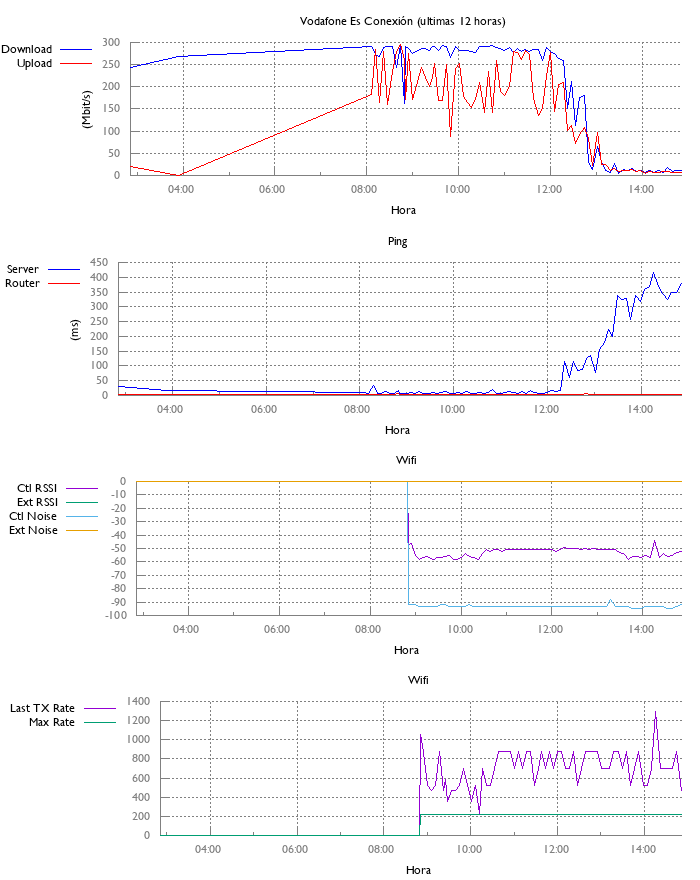 Vodafone Es Conexión (ultimas 12 horas)
Download
Upload
(Mbit/s)
300
250
200
150
100
50
0
04:00 06:00 08:00 10:00 12:00 14:00
Hora
Ping
Server
Router
(ms)
450
400
350
300
250
200
150
100
50
0
04:00 06:00 08:00 10:00 12:00 14:00
Hora
Wifi
Ctl RSSI
Ext RSSI
Ctl Noise
Ext Noise
0
-10
-20
-30
-40
-50
-60
-70
-80
-90
-100
04:00 06:00 08:00 10:00 12:00 14:00
Hora
Wifi
Last TX Rate
Max Rate
1400
1200
1000
800
600
400
200
0
04:00 06:00 08:00 10:00 12:00 14:00
Hora